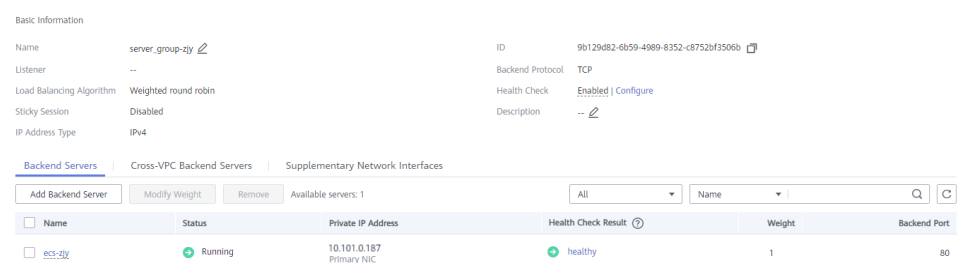 Basic Information
Name server_group-zjy ID 9b129d82-6b59-4989-8352-c8752bf3506b
Listener -- Backend Protocol TCP
Load Balancing Algorithm Weighted round robin Health Check Enabled | Configure
Sticky Session Disabled Description --
IP Address Type IPv4
Backend Servers Cross-VPC Backend Servers Supplementary Network Interfaces
Add Backend Server Modify Weight Remove Available servers: 1 All Name
Name Status Private IP Address Health Check Result ? Weight Backend Port
ecs-zjy Running 10.101.0.187 healthy 1 80
Primary NIC